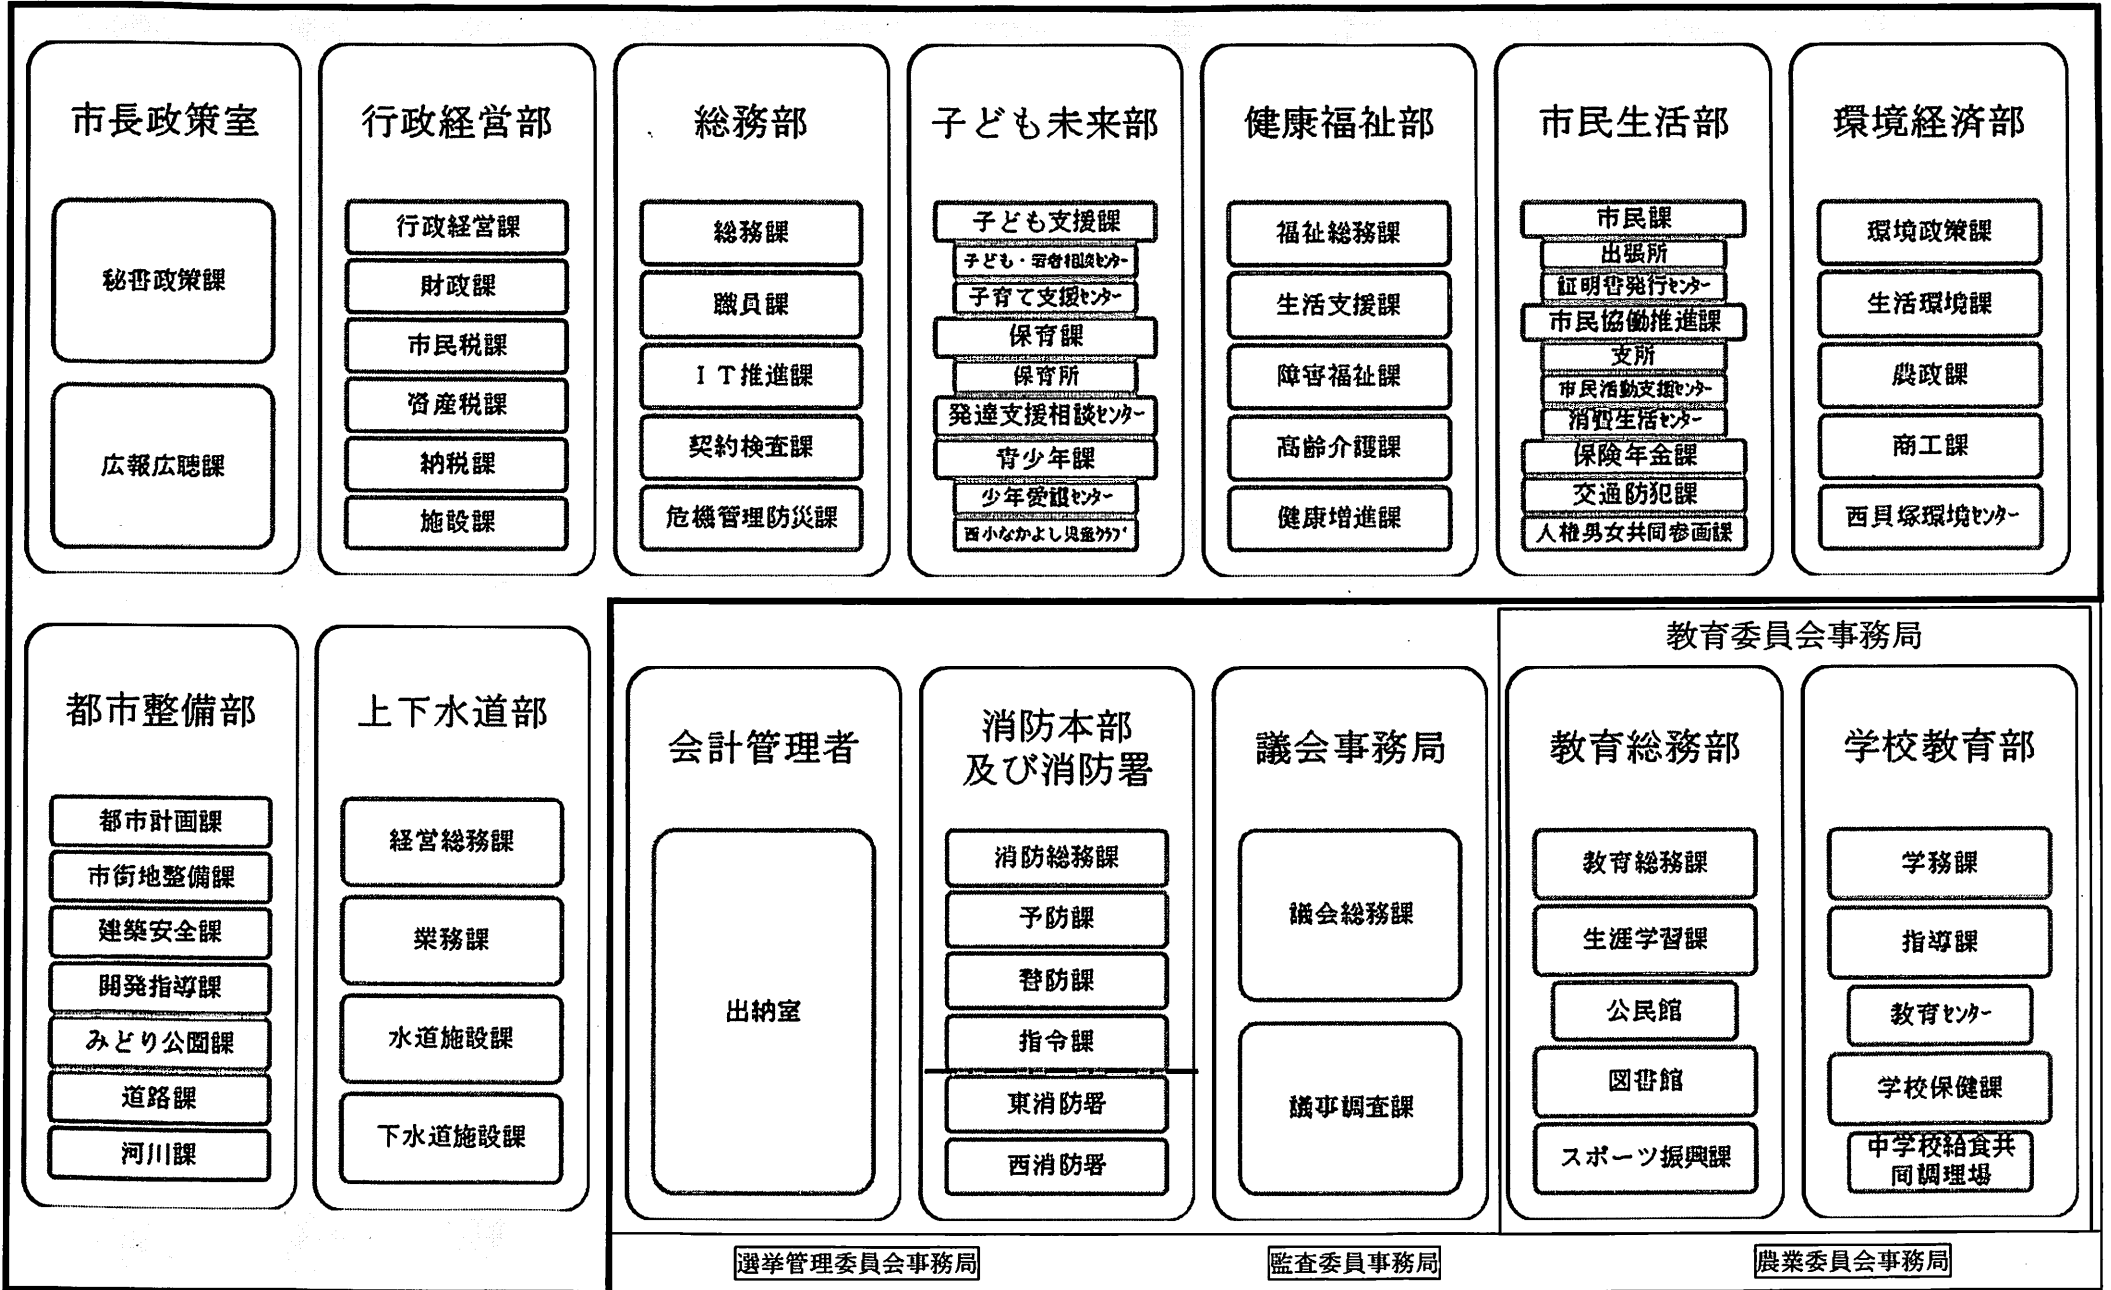 市長政策室
秘書政策課
広報広聴課
行政経営部
行政経営課
財政課
市民税課
資産税課
納税課
施設課
総務部
総務課
職員課
IT推進課
契約検査課
危機管理防災課
子ども未来部
子ども支援課
子ども・若者相談センター
子育て支援センター
保育課
保育所
発達支援相談センター
青少年課
少年愛護センター
西小なかよし児童クラブ
健康福祉部
福祉総務課
生活支援課
障害福祉課
高齢介護課
健康増進課
市民生活部
市民課
出張所
証明書発行センター
市民協働推進課
支所
市民活動支援センター
消費生活センター
保険年金課
交通防犯課
人権男女共同参画課
環境経済部
環境政策課
生活環境課
農政課
商工課
西貝塚環境センター
都市整備部
都市計画課
市街地整備課
建築安全課
開発指導課
みどり公園課
道路課
河川課
上下水道部
経営総務課
業務課
水道施設課
下水道施設課
会計管理者
出納室
消防本部
及び消防署
消防総務課
予防課
警防課
指令課
東消防署
西消防署
議会事務局
議会総務課
議事調査課
教育委員会事務局
教育総務部
教育総務課
生涯学習課
公民館
図書館
スポーツ振興課
学校教育部
学務課
指導課
教育センター
学校保健課
中学校給食共
同調理場
選挙管理委員会事務局
監査委員事務局
農業委員会事務局